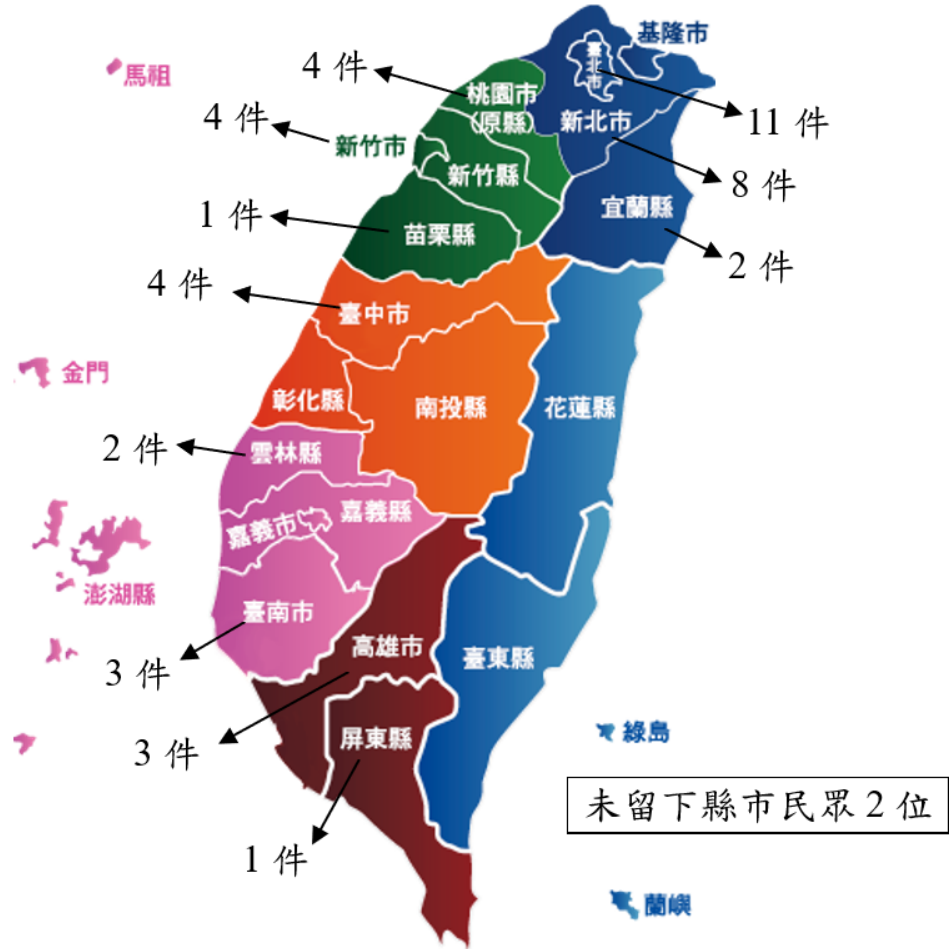 基隆市
臺北市
馬祖
4 件
桃園市
(原縣)
11 件
4 件
新北市
新竹市
新竹縣
8 件
1 件
宜蘭縣
苗栗縣
2 件
4 件
臺中市
金門
彰化縣
南投縣
花蓮縣
2 件
雲林縣
嘉義縣
嘉義市
澎湖縣
臺南市
高雄市
臺東縣
3 件
3 件
屏東縣
綠島
未留下縣市民眾 2 位
1 件
蘭嶼